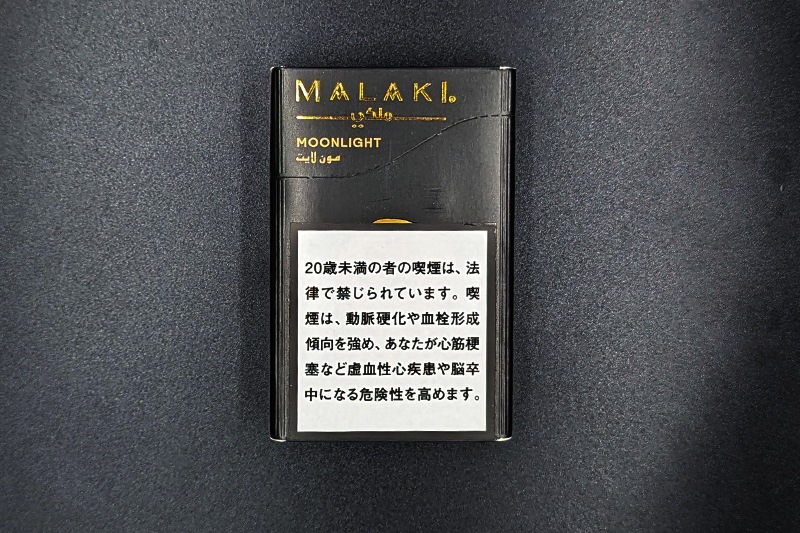 MALAKI®
ملكي
MOONLIGHT
مون لايت
20歳未満の者の喫煙は、法
律で禁じられています。喫
煙は、動脈硬化や血栓形成
傾向を強め、あなたが心筋梗
塞など虚血性心疾患や脳卒
中になる危険性を高めます。